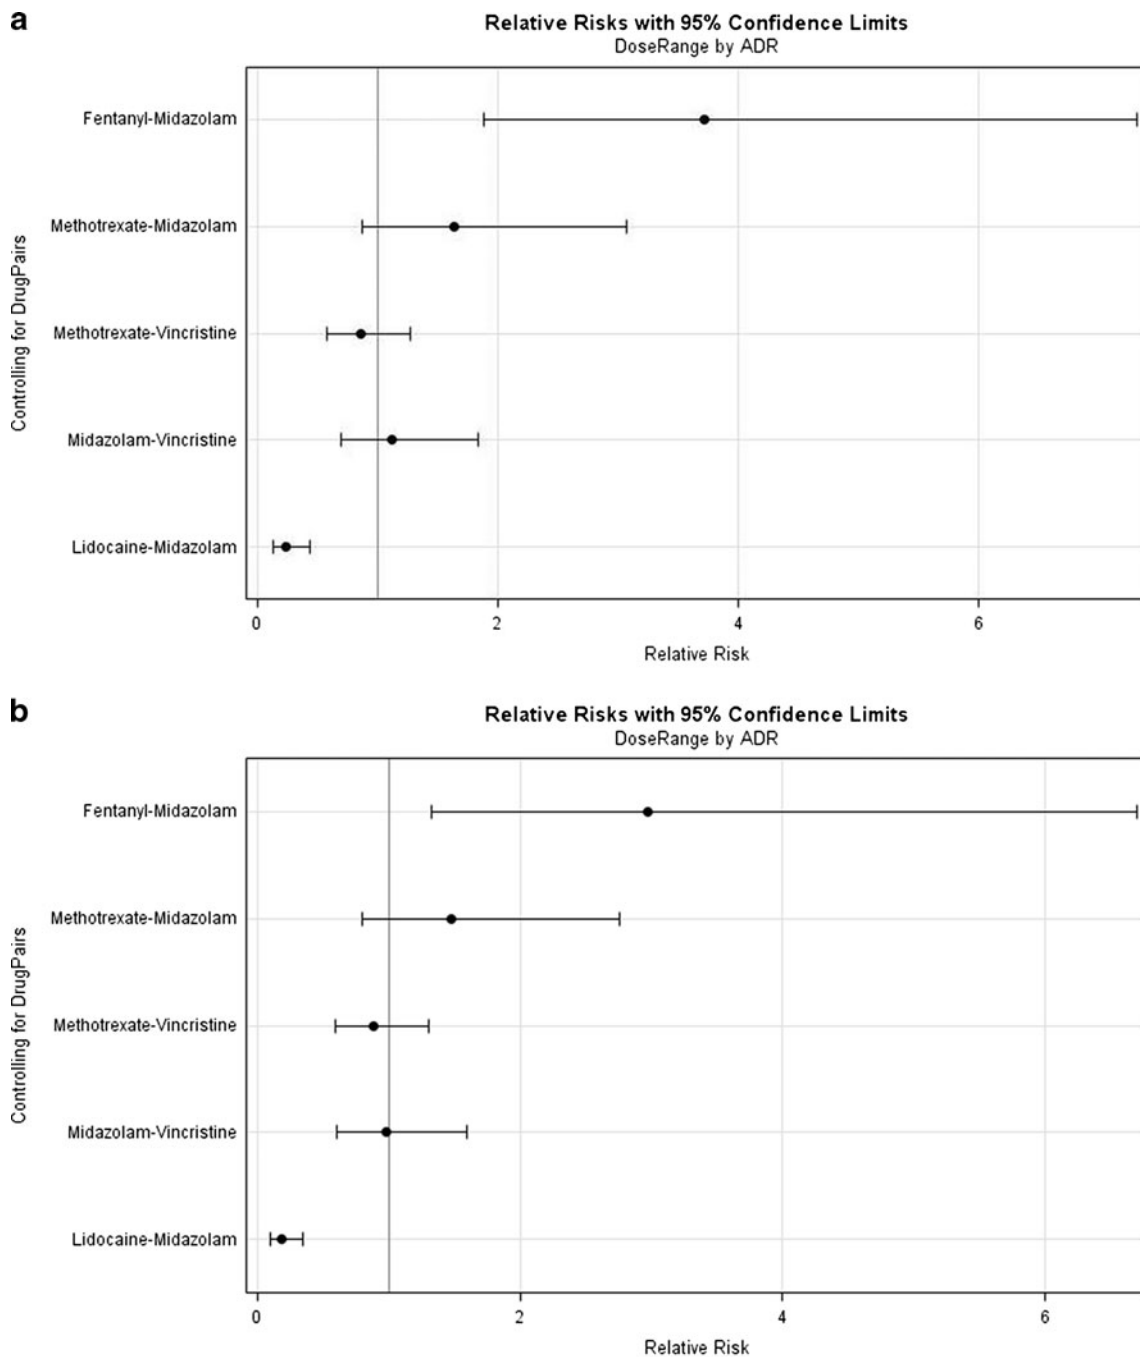 a
Relative Risks with 95% Confidence Limits
DoseRange by ADR
Controlling for DrugPairs
Fentanyl-Midazolam
Methotrexate-Midazolam
Methotrexate-Vincristine
Midazolam-Vincristine
Lidocaine-Midazolam
0 2 4 6
Relative Risk
b
Relative Risks with 95% Confidence Limits
DoseRange by ADR
Controlling for DrugPairs
Fentanyl-Midazolam
Methotrexate-Midazolam
Methotrexate-Vincristine
Midazolam-Vincristine
Lidocaine-Midazolam
0 2 4 6
Relative Risk